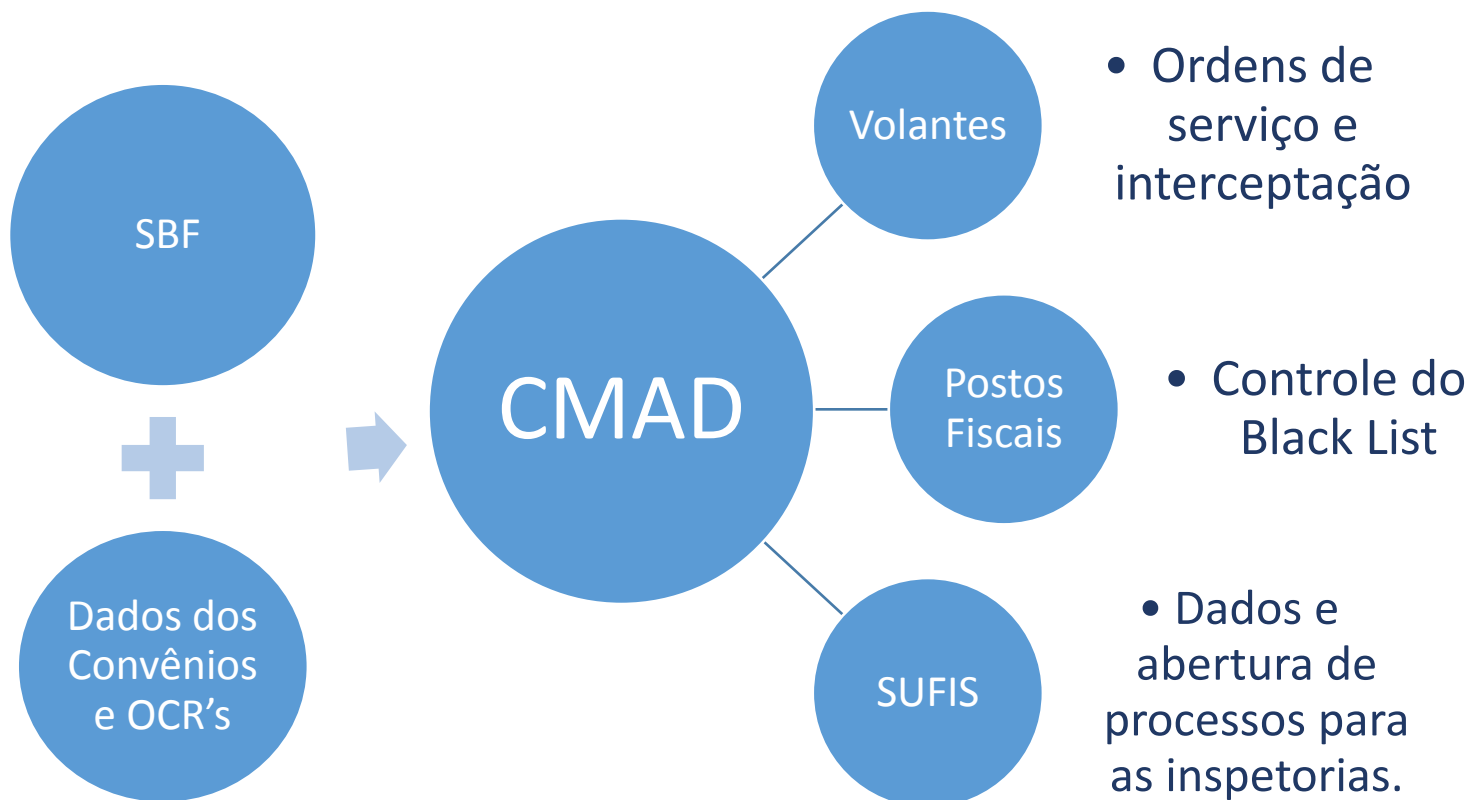 SBF
Dados dos
Convênios
e OCR’s
CMAD
Volantes
• Ordens de
serviço e
interceptação
Postos
Fiscais
• Controle do
Black List
SUFIS
• Dados e
abertura de
processos para
as inspetorias.